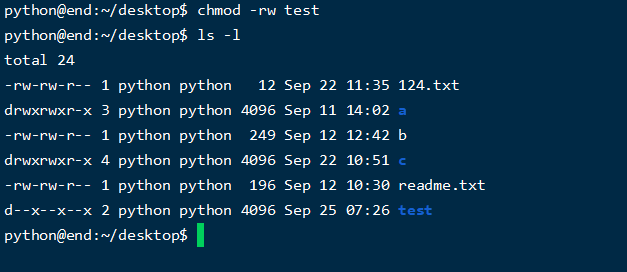 python@end:~/desktop$ chmod -rw test
python@end:~/desktop$ ls -l
total 24
-rw-rw-r-- 1 python python   12 Sep 22 11:35 124.txt
drwxrwxr-x 3 python python 4096 Sep 11 14:02 a
-rw-rw-r-- 1 python python  249 Sep 12 12:42 b
drwxrwxr-x 4 python python 4096 Sep 22 10:51 c
-rw-rw-r-- 1 python python  196 Sep 12 10:30 readme.txt
d--x--x--x 2 python python 4096 Sep 25 07:26 test
python@end:~/desktop$